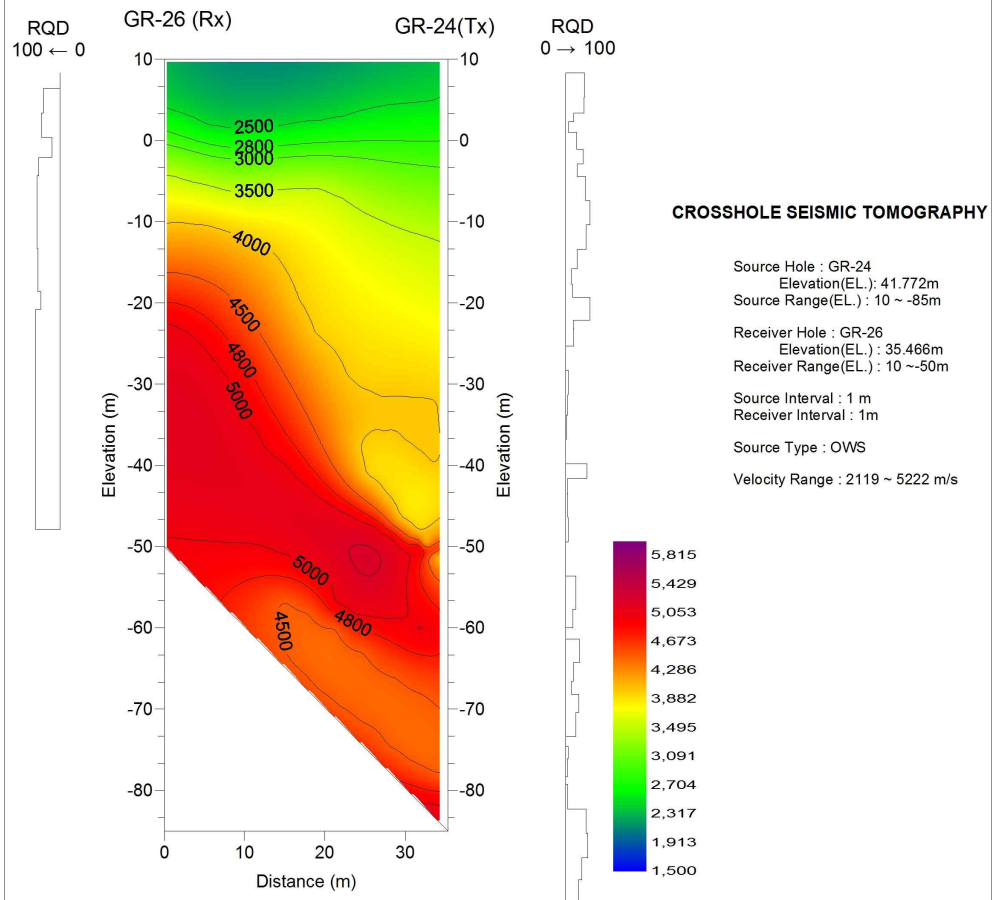 GR-26 (Rx)
GR-24(Tx)
RQD
100 ← 0
RQD
0 → 100
10
-0
-10
-20
-30
-40
-50
-60
-70
-80
Elevation (m)
10
-0
-10
-20
-30
-40
-50
-60
-70
-80
Elevation (m)
2500
2800
3000
3500
4000
4500
4800
5000
5000
4800
4500
0
10
20
30
Distance (m)
CROSSHOLE SEISMIC TOMOGRAPHY
Source Hole : GR-24
Elevation(EL.): 41.772m
Source Range(EL.) : 10 ~ -85m
Receiver Hole : GR-26
Elevation(EL.) : 35.466m
Receiver Range(EL.) : 10 ~-50m
Source Interval : 1 m
Receiver Interval : 1m
Source Type : OWS
Velocity Range : 2119 ~ 5222 m/s
5,815
5,429
5,053
4,673
4,286
3,882
3,495
3,091
2,704
2,317
1,913
1,500